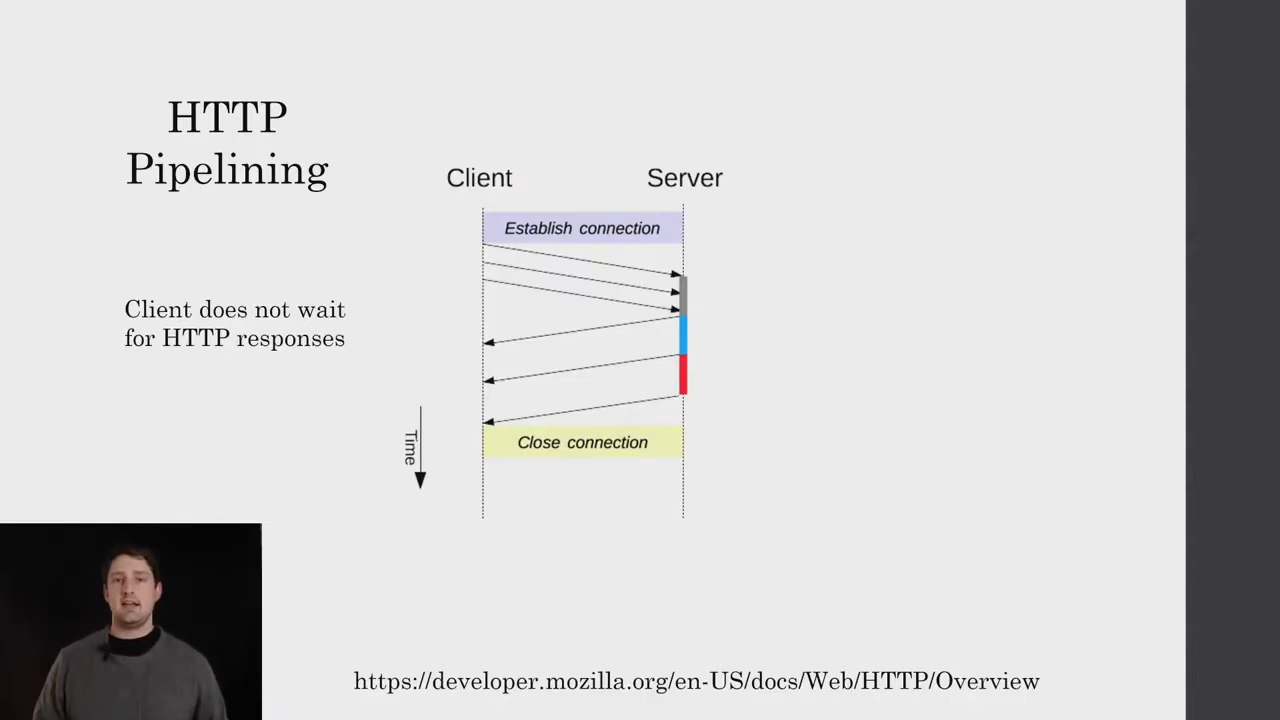 HTTP
Pipelining
Client does not wait
for HTTP responses
Client
Server
Establish connection
Close connection
Time
https://developer.mozilla.org/en-US/docs/Web/HTTP/Overview